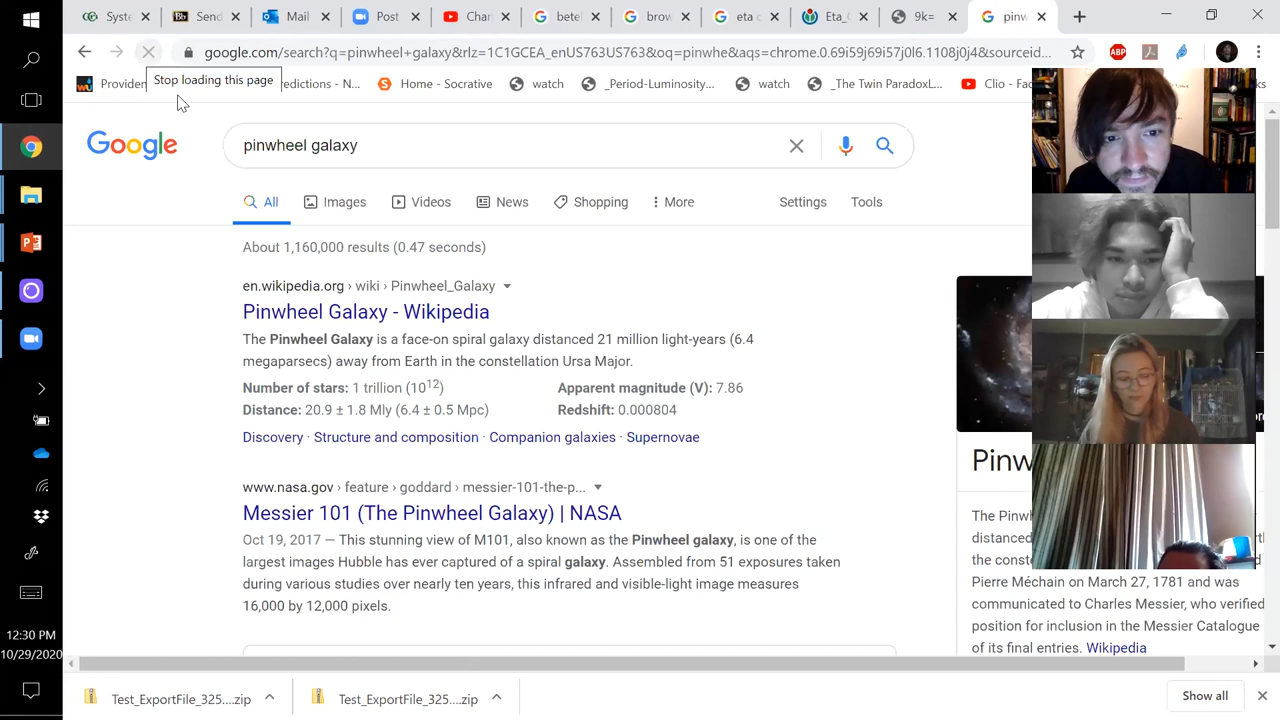 Syst
Send
Mail
Post
Char
betel
brow
eta c
Eta_C
9k=
pinw
google.com/search?q=pinwheel+galaxy&rlz=1C1GCEA_enUS763US763&oq=pinwhe&aqs=chrome.0.69i59j69i57j0l6.1108j0j4&sourceid...
ABP
Stop loading this page
Providen
redictiona- N...
Home - Socrative
watch
_Period-Luminosity...
watch
_The Twin ParadoxL...
Clio - Fa
ks
Google
pinwheel galaxy
All
Images
Videos
News
Shopping
More
Settings
Tools
About 1,160,000 results (0.47 seconds)
en.wikipedia.org › wiki › Pinwheel_Galaxy
Pinwheel Galaxy - Wikipedia
The Pinwheel Galaxy is a face-on spiral galaxy distanced 21 million light-years (6.4
megaparsecs) away from Earth in the constellation Ursa Major.
Number of stars: 1 trillion (10¹²)
Apparent magnitude (V): 7.86
Distance: 20.9 ± 1.8 Mly (6.4 ± 0.5 Mpc)
Redshift: 0.000804
Discovery · Structure and composition · Companion galaxies · Supernovae
www.nasa.gov › feature › goddard › messier-101-the-p...
Messier 101 (The Pinwheel Galaxy) | NASA
Oct 19, 2017 — This stunning view of M101, also known as the Pinwheel galaxy, is one of the
largest images Hubble has ever captured of a spiral galaxy. Assembled from 51 exposures taken
during various studies over nearly ten years, this infrared and visible-light image measures
16,000 by 12,000 pixels.
Pinw
The Pinwh
distanced
the conste
Pierre Méchain on March 27, 1781 and was
communicated to Charles Messier, who verified
position for inclusion in the Messier Catalogue
of its final entries. Wikipedia
12:30 PM
10/29/2020
Test_ExportFile_325....zip
Test_ExportFile_325....zip
Show all